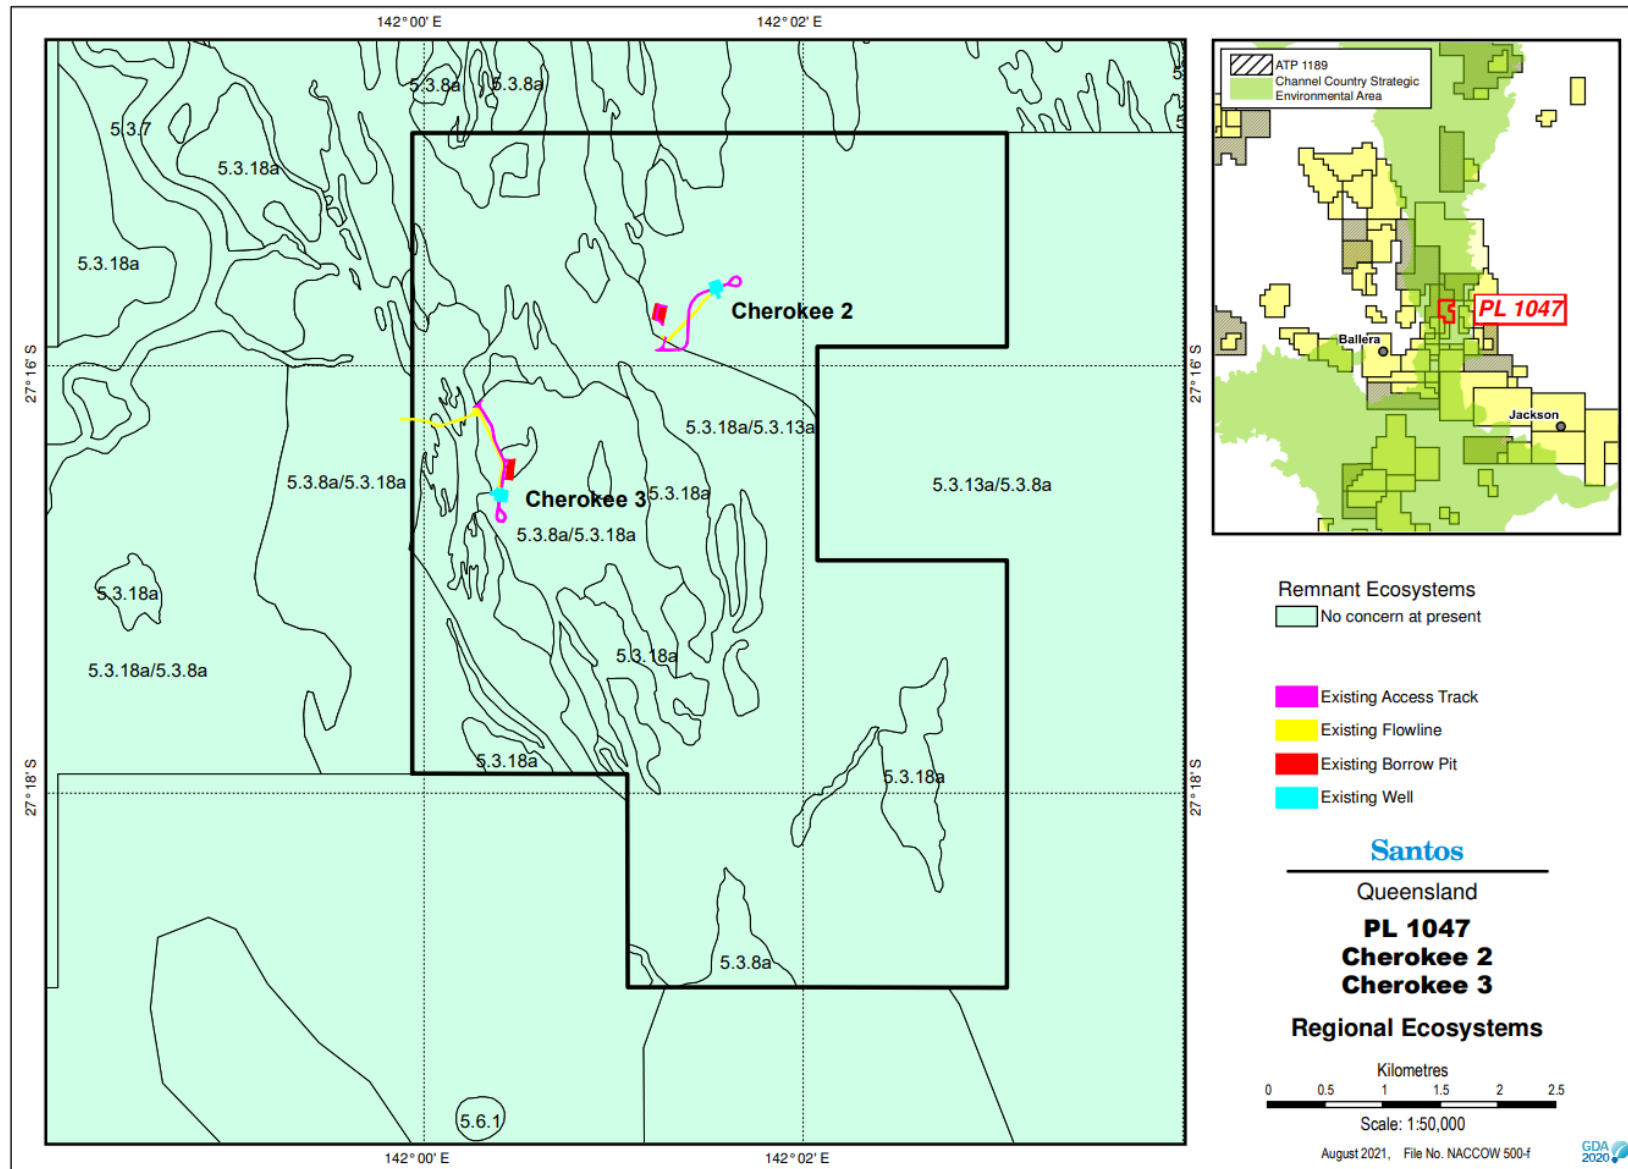 142° 00' E
142° 02' E
5.3.8a
5.3.8a
5.3.7
5.3.18a
5.3.18a
27° 16' S
27° 16' S
Cherokee 2
5.3.18a/5.3.13a
5.3.8a/5.3.18a
5.3.18a
5.3.13a/5.3.8a
Cherokee 3
5.3.8a/5.3.18a
5.3.18a
5.3.18a/5.3.8a
5.3.18a
5.3.18a
5.3.18a
27° 18' S
27° 18' S
5.3.8a
5.6.1
142° 00' E
142° 02' E
ATP 1189
Channel Country Strategic
Environmental Area
PL 1047
Ballera
Jackson
Remnant Ecosystems
No concern at present
Existing Access Track
Existing Flowline
Existing Borrow Pit
Existing Well
Santos
Queensland
PL 1047
Cherokee 2
Cherokee 3
Regional Ecosystems
Kilometres
0 0.5 1 1.5 2 2.5
Scale: 1:50,000
August 2021, File No. NACCOW 500-f
GDA
2020